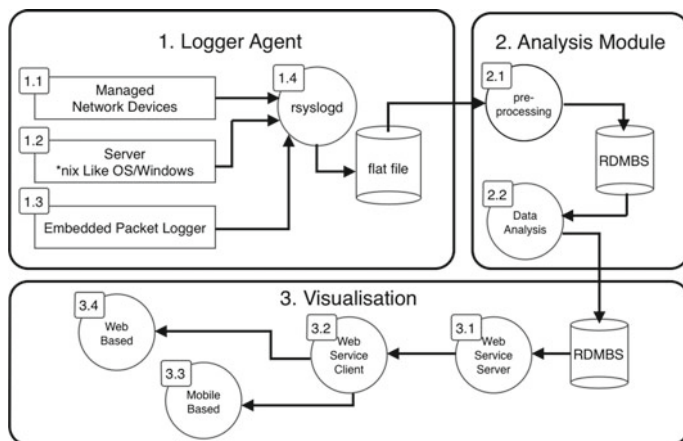 1. Logger Agent
1.1
Managed
Network Devices
1.2
Server
*nix Like OS/Windows
1.3
Embedded Packet Logger
1.4
rsyslogd
flat file
2. Analysis Module
2.1
pre-
processing
RDMBS
2.2
Data
Analysis
3. Visualisation
3.4
Web
Based
3.3
Mobile
Based
3.2
Web
Service
Client
3.1
Web
Service
Server
RDMBS